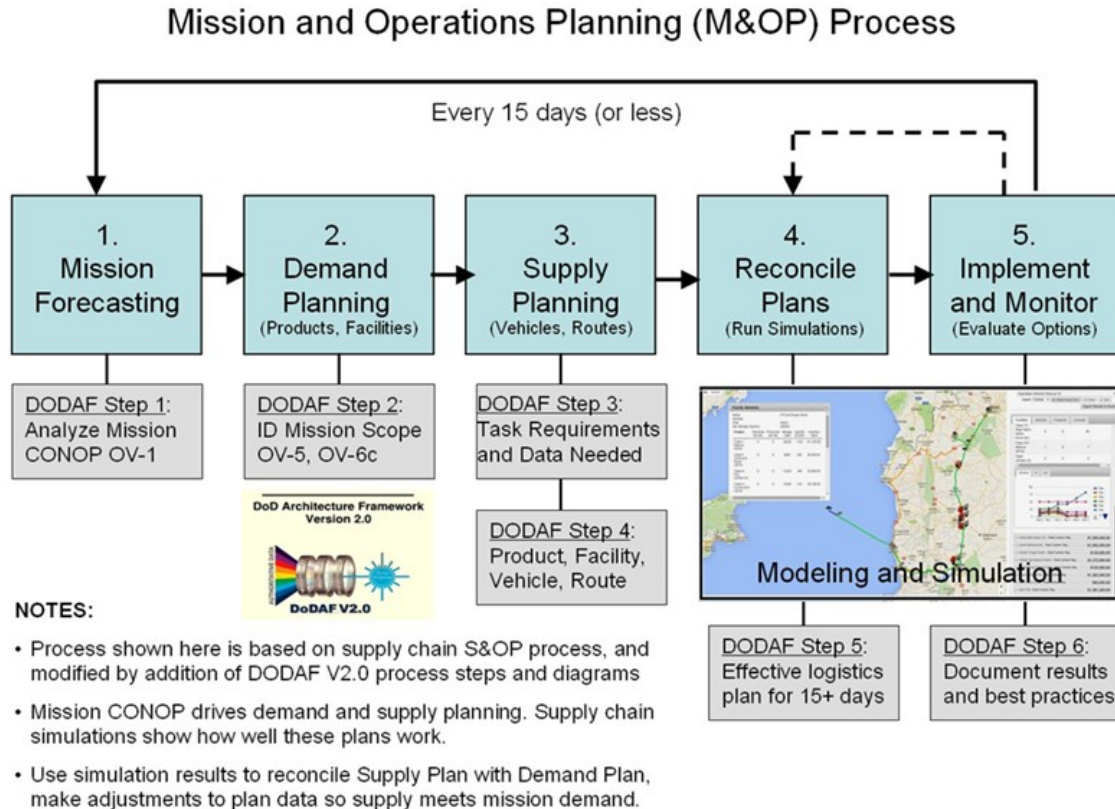 Mission and Operations Planning (M&OP) Process
Every 15 days (or less)
1.
Mission
Forecasting
2.
Demand
Planning
(Products, Facilities)
3.
Supply
Planning
(Vehicles, Routes)
4.
Reconcile
Plans
(Run Simulations)
5.
Implement
and Monitor
(Evaluate Options)
DODAF Step 1:
Analyze Mission
CONOP OV-1
DODAF Step 2:
ID Mission Scope
OV-5, OV-6c
DODAF Step 3:
Task Requirements
and Data Needed
DoD Architecture Framework
Version 2.0
DoDAF V2.0
DODAF Step 4:
Product, Facility,
Vehicle, Route
Modeling and Simulation
DODAF Step 5:
Effective logistics
plan for 15+ days
DODAF Step 6:
Document results
and best practices
NOTES:
• Process shown here is based on supply chain S&OP process, and
modified by addition of DODAF V2.0 process steps and diagrams
• Mission CONOP drives demand and supply planning. Supply chain
simulations show how well these plans work.
• Use simulation results to reconcile Supply Plan with Demand Plan,
make adjustments to plan data so supply meets mission demand.